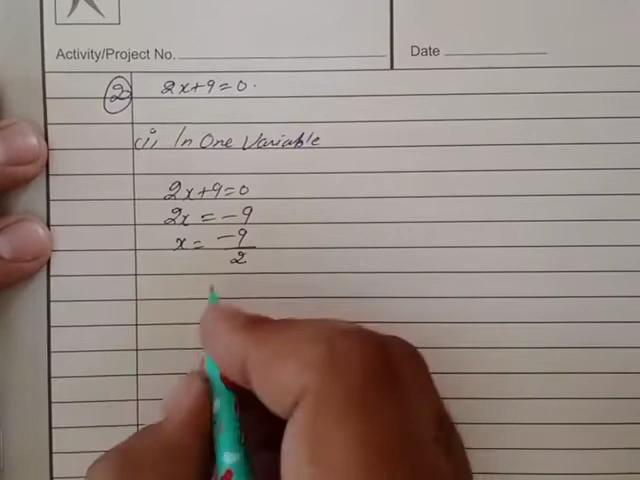 Activity/Project No.
Date
② 2x+9=0.
(i) In One Variable
2x+9=0
2x = -9
x = -9/2